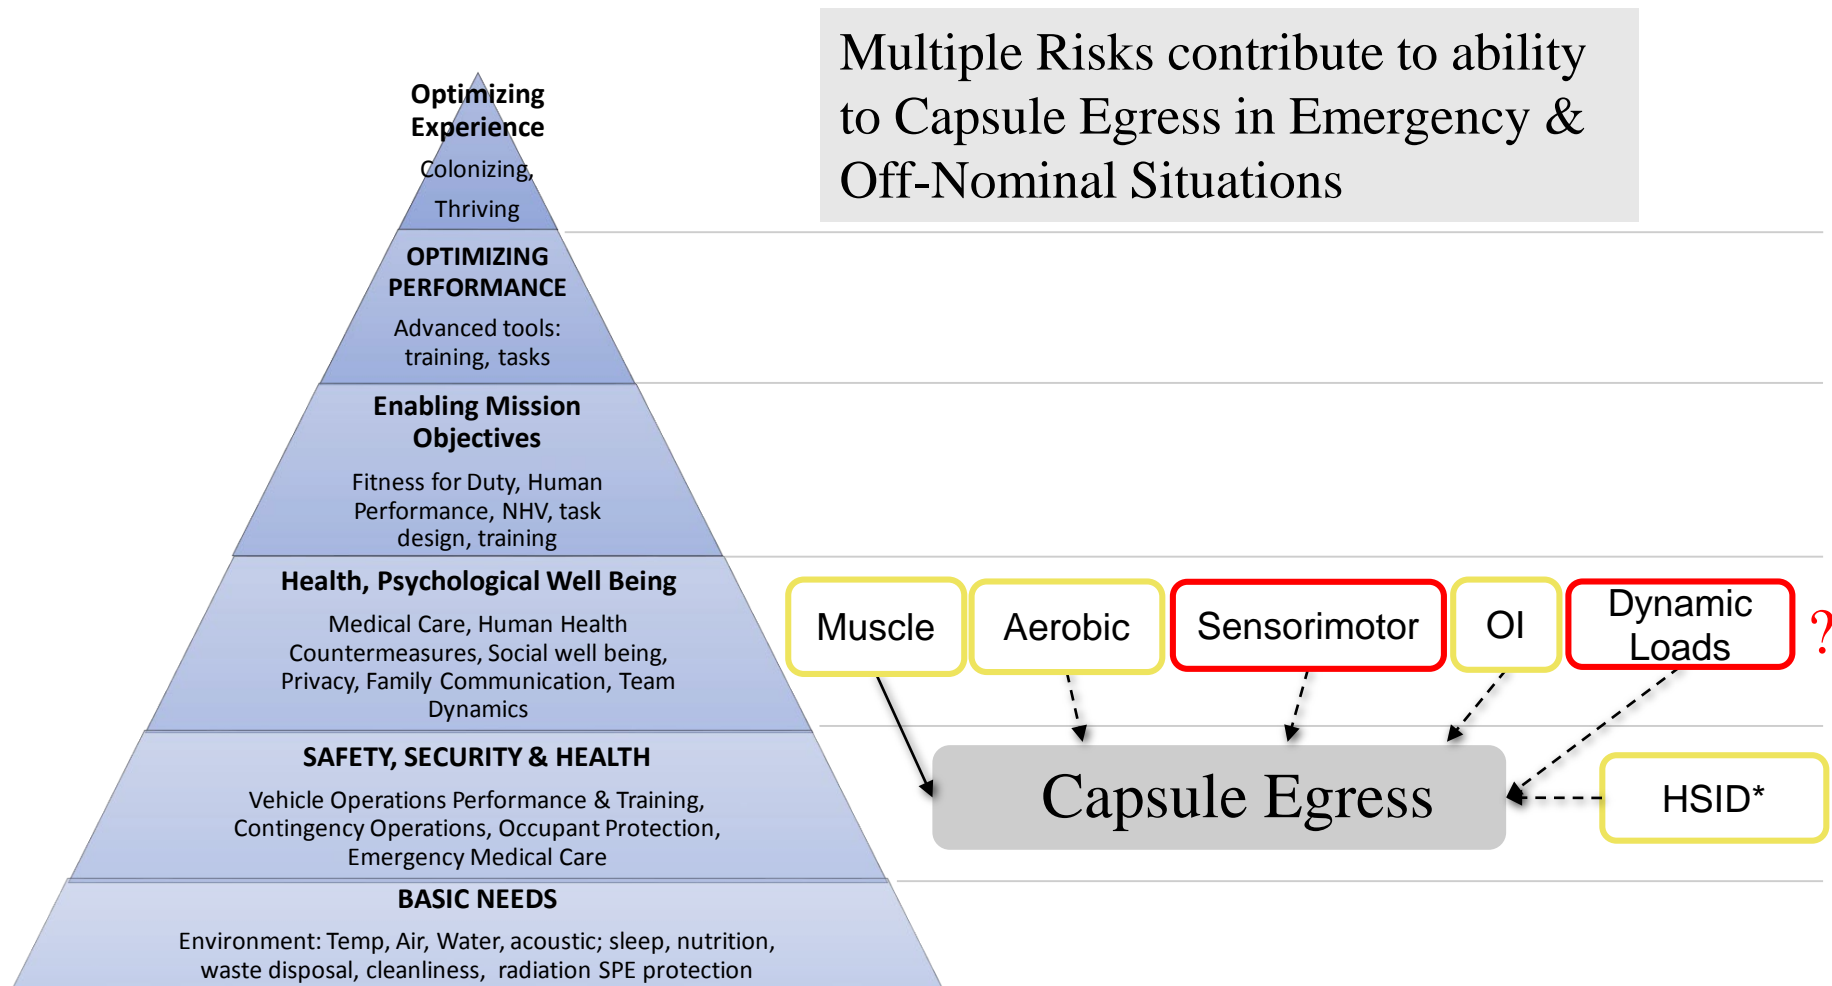 Multiple Risks contribute to ability
to Capsule Egress in Emergency &
Off-Nominal Situations
Optimizing
Experience
Colonizing,
Thriving
OPTIMIZING
PERFORMANCE
Advanced tools:
training, tasks
Enabling Mission
Objectives
Fitness for Duty, Human
Performance, NHV, task
design, training
Health, Psychological Well Being
Medical Care, Human Health
Countermeasures, Social well being,
Privacy, Family Communication, Team
Dynamics
Muscle
Aerobic
Sensorimotor
OI
Dynamic
Loads
?
SAFETY, SECURITY & HEALTH
Vehicle Operations Performance & Training,
Contingency Operations, Occupant Protection,
Emergency Medical Care
Capsule Egress
HSID*
BASIC NEEDS
Environment: Temp, Air, Water, acoustic; sleep, nutrition,
waste disposal, cleanliness, radiation SPE protection